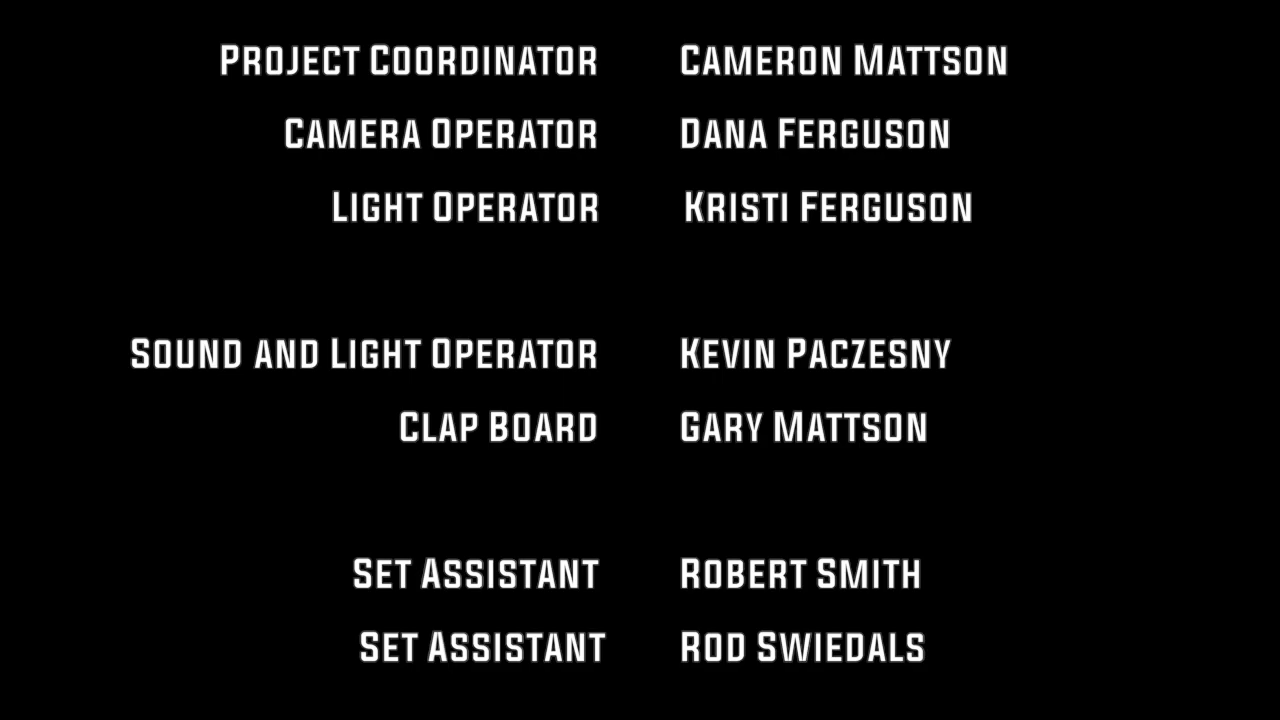 Project Coordinator Cameron Mattson
Camera Operator Dana Ferguson
Light Operator Kristi Ferguson
Sound and Light Operator Kevin Paczesny
Clap Board Gary Mattson
Set Assistant Robert Smith
Set Assistant Rod Swiedals